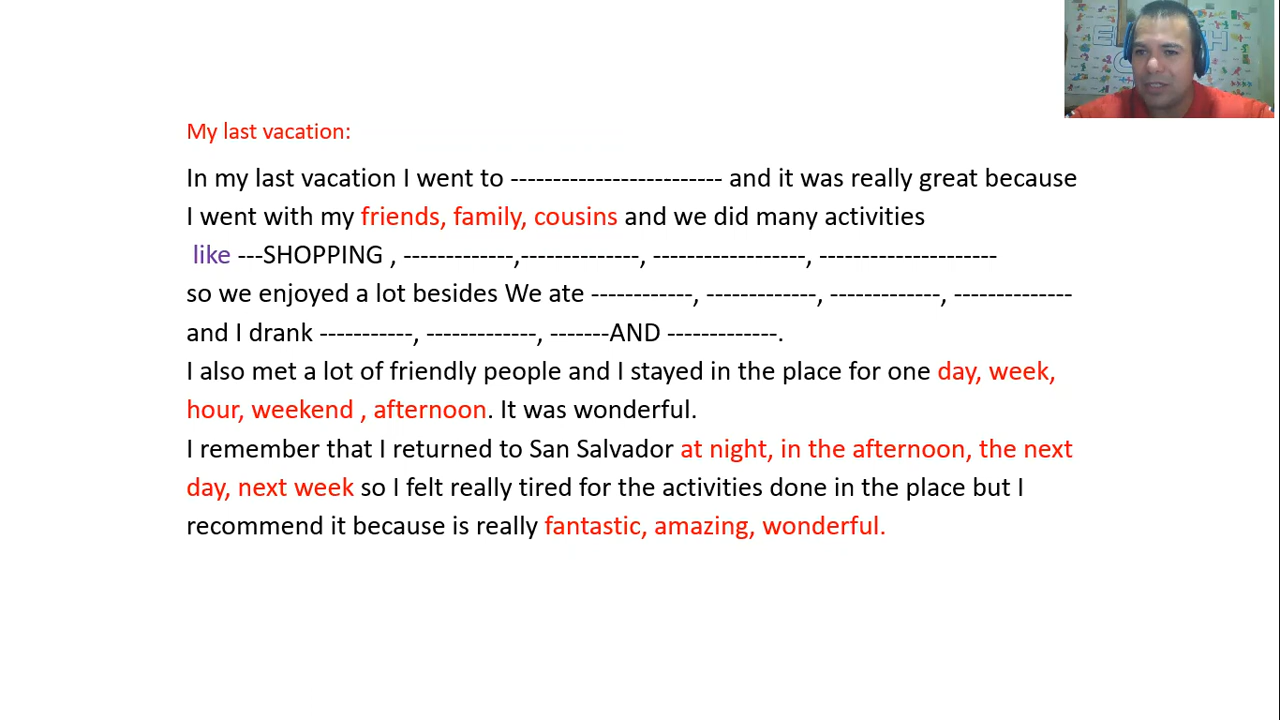 My last vacation:
In my last vacation I went to ------------------------- and it was really great because
I went with my friends, family, cousins and we did many activities
like ---SHOPPING , -------------,--------------, ------------------, ---------------------
so we enjoyed a lot besides We ate ------------, -------------, -------------, --------------
and I drank -----------, -------------, -------AND -------------.
I also met a lot of friendly people and I stayed in the place for one day, week,
hour, weekend , afternoon. It was wonderful.
I remember that I returned to San Salvador at night, in the afternoon, the next
day, next week so I felt really tired for the activities done in the place but I
recommend it because is really fantastic, amazing, wonderful.